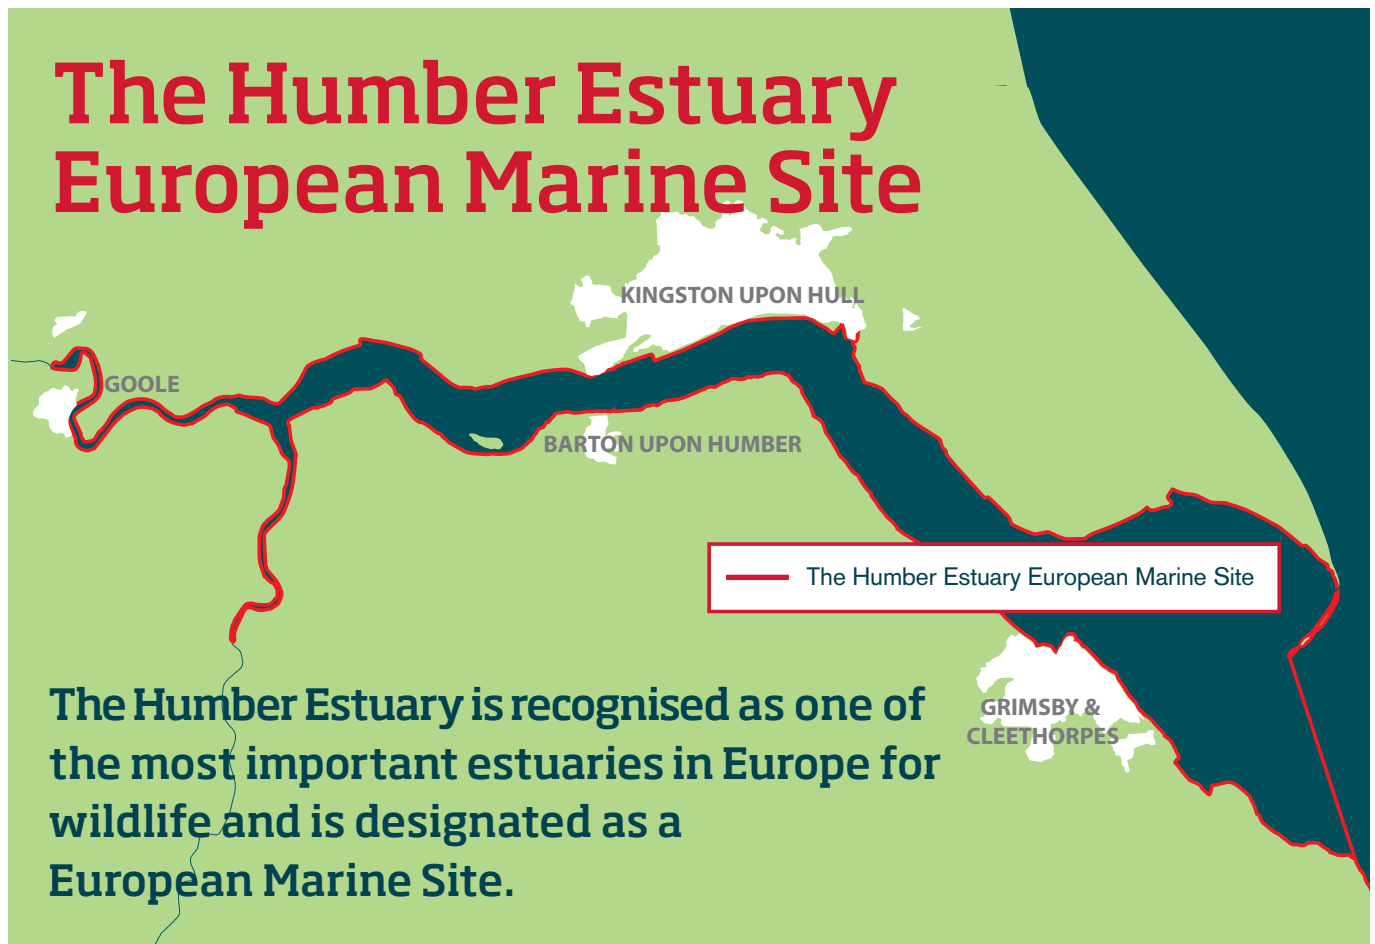 The Humber Estuary
European Marine Site
KINGSTON UPON HULL
GOOLE
BARTON UPON HUMBER
The Humber Estuary European Marine Site
GRIMSBY &
CLEETHORPES
The Humber Estuary is recognised as one of
the most important estuaries in Europe for
wildlife and is designated as a
European Marine Site.